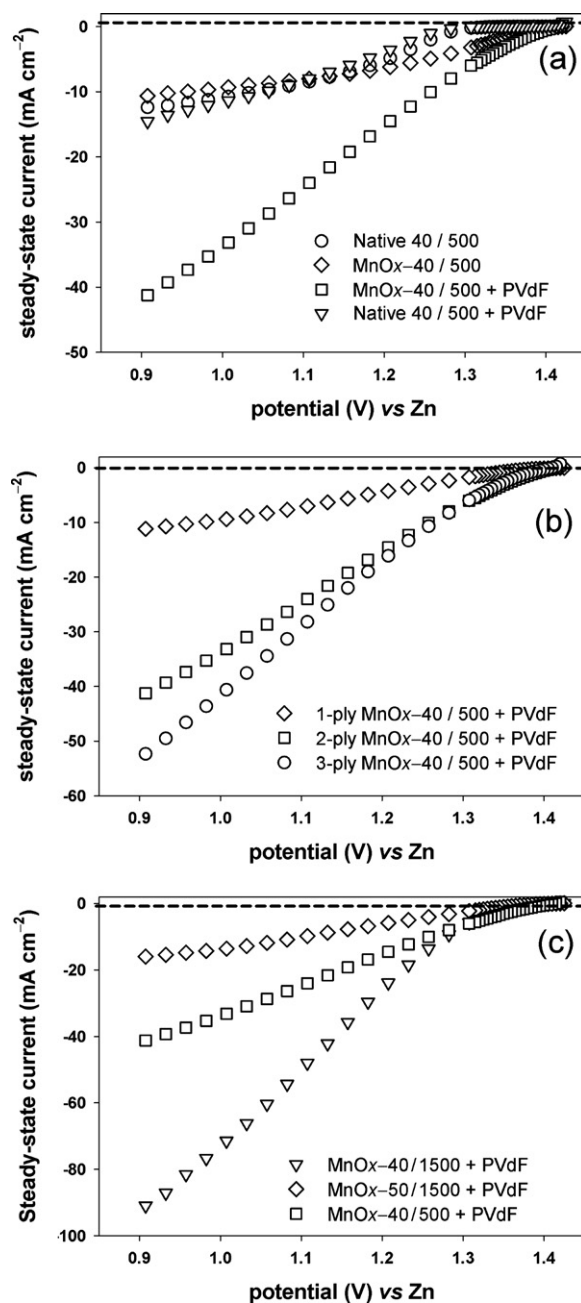 (a)
0
-10
-20
-30
-40
-50
steady-state current (mA cm⁻²)
Native 40 / 500
MnOx–40 / 500
MnOx–40 / 500 + PVdF
Native 40 / 500 + PVdF
0.9 1.0 1.1 1.2 1.3 1.4
potential (V) vs Zn
(b)
0
-10
-20
-30
-40
-50
-60
steady-state current (mA cm⁻²)
1-ply MnOx–40 / 500 + PVdF
2-ply MnOx–40 / 500 + PVdF
3-ply MnOx–40 / 500 + PVdF
0.9 1.0 1.1 1.2 1.3 1.4
potential (V) vs Zn
(c)
0
-20
-40
-60
-80
-100
Steady-state current (mA cm⁻²)
MnOx–40/1500 + PVdF
MnOx–50/1500 + PVdF
MnOx–40/500 + PVdF
0.9 1.0 1.1 1.2 1.3 1.4
potential (V) vs Zn